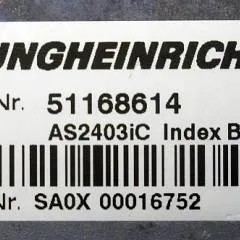 UNGHEINRICH
Nr. 51168614
AS2403iC Index B
Nr. SA0X 00016752